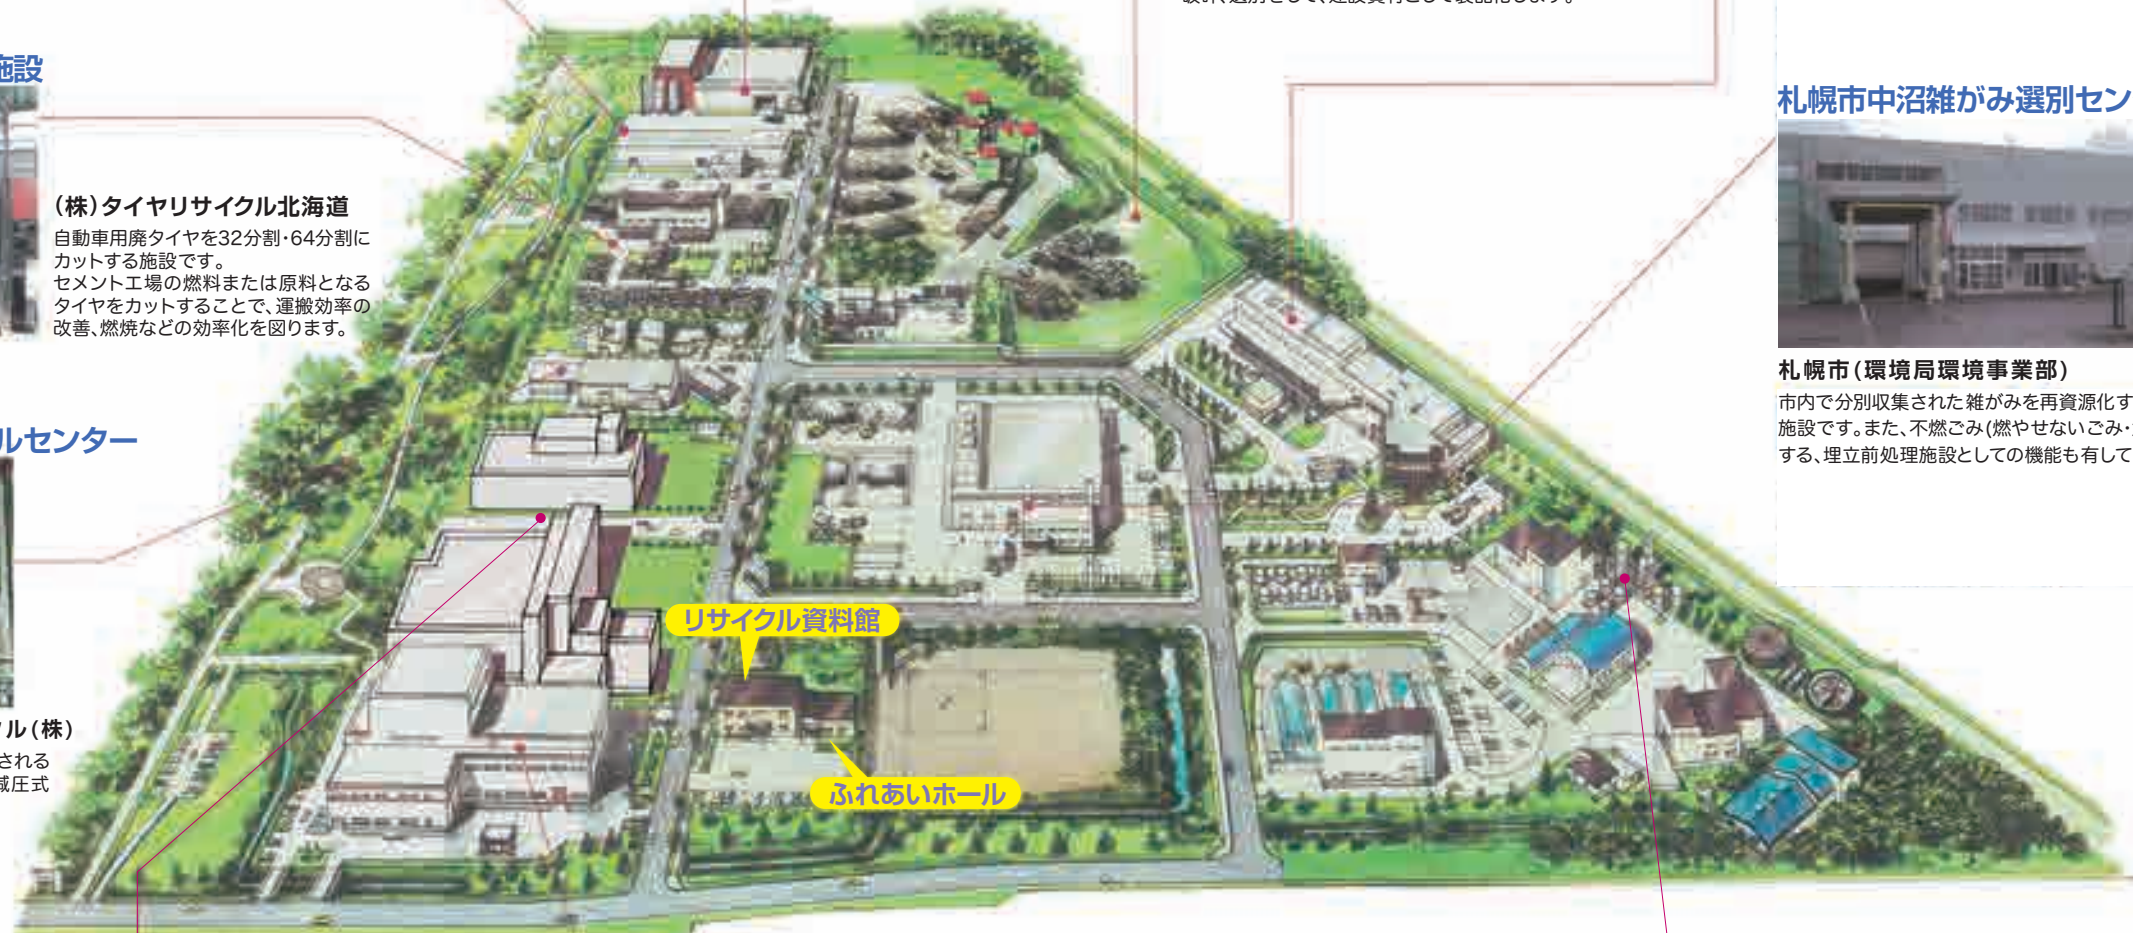 施設
(株)タイヤリサイクル北海道
自動車用廃タイヤを32分割・64分割に
カットする施設です。
セメント工場の燃料または原料となる
タイヤをカットすることで、運搬効率の
改善、燃焼などの効率化を図ります。
ルセンター
ル(株)
される
減圧式
リサイクル資料館
ふれあいホール
札幌市中沼雑がみ選別セン
札幌市(環境局環境事業部)
市内で分別収集された雑がみを再資源化す
施設です。また、不燃ごみ(燃やせないごみ・
する、埋立前処理施設としての機能も有して